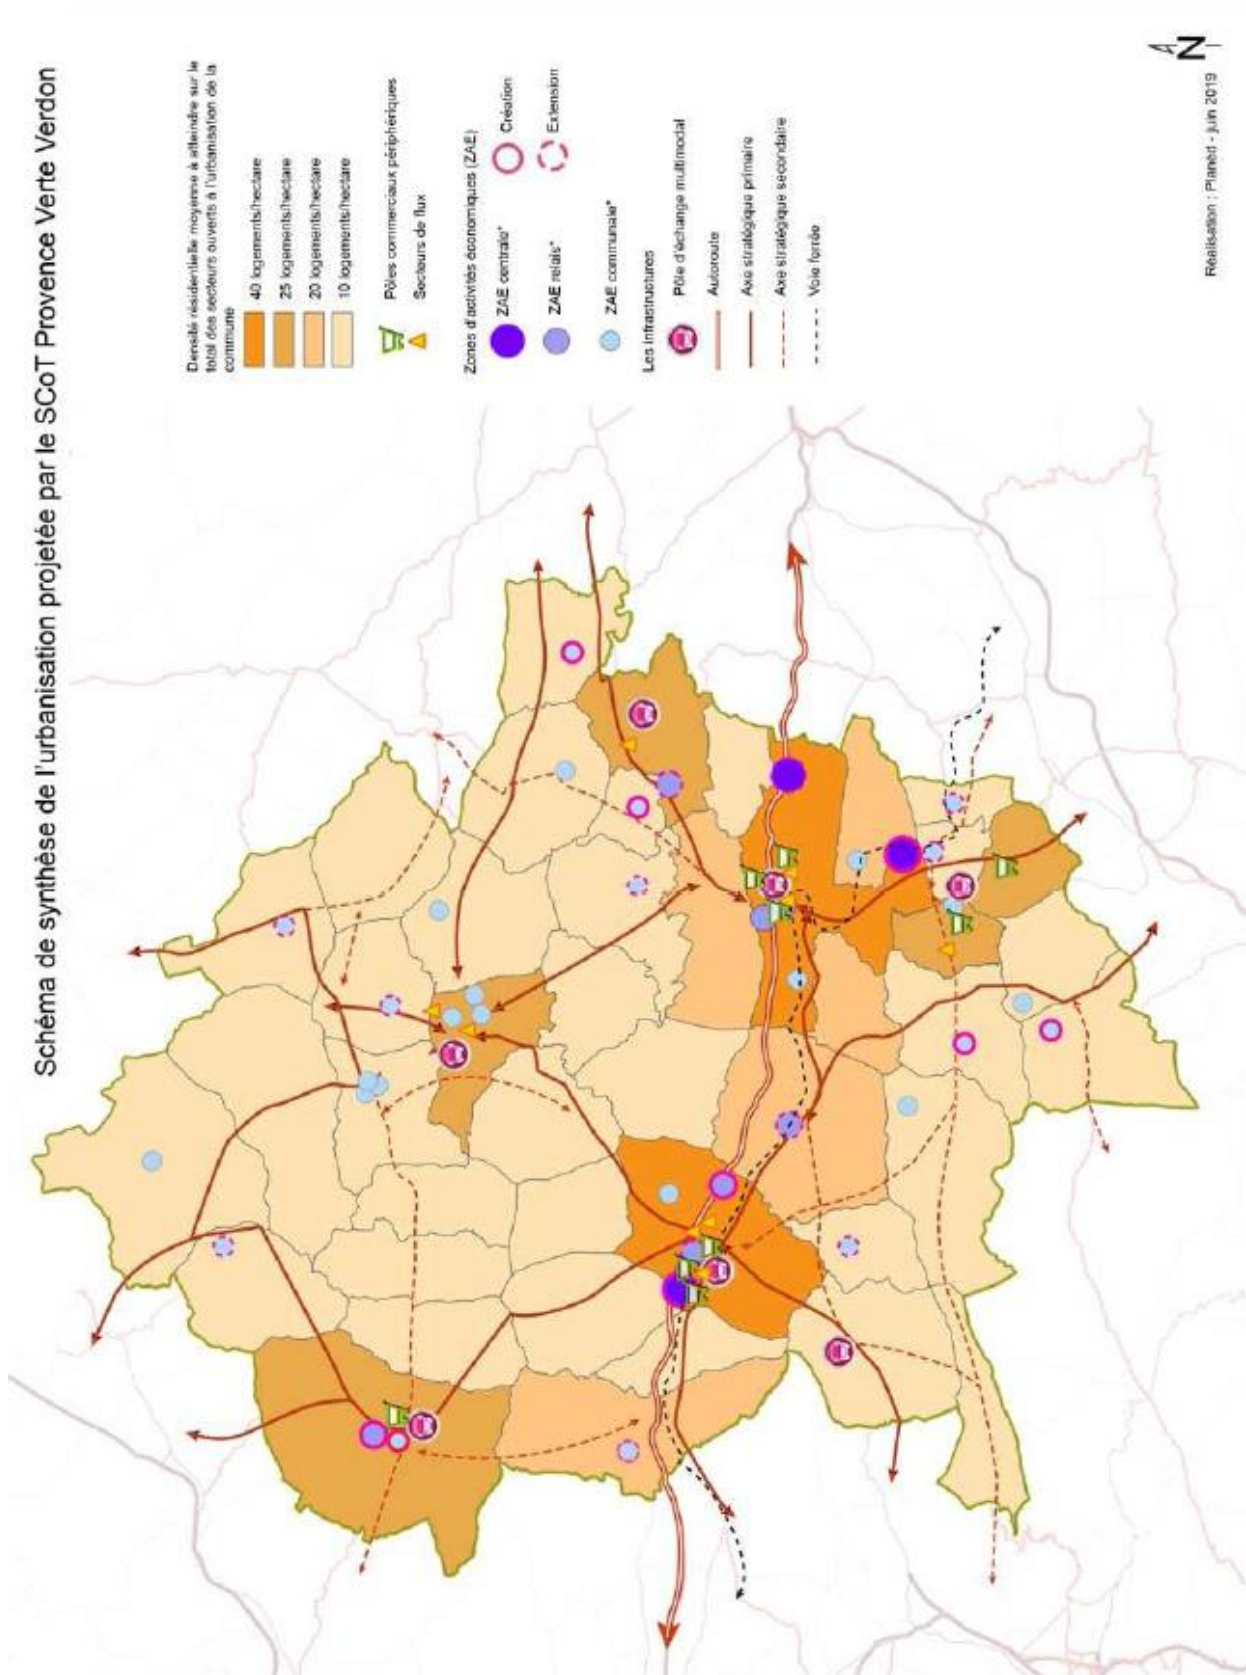 Schéma de synthèse de l'urbanisation projetée par le SCoT Provence Verte Verdon
Densité résidentielle moyenne à atteindre sur le
total des secteurs ouverts à l'urbanisation de la
commune
40 logements/hectare
25 logements/hectare
20 logements/hectare
10 logements/hectare
Pôles commerciaux périphériques
Secteurs de flux
Zones d'activités économiques (ZAE)
ZAE centrale*
Création
ZAE relais*
Extension
ZAE communale*
Les infrastructures
Pôle d'échange multimodal
Autoroute
Axe stratégique primaire
Axe stratégique secondaire
Voie ferrée
N
Réalisation : Planèd - juin 2019